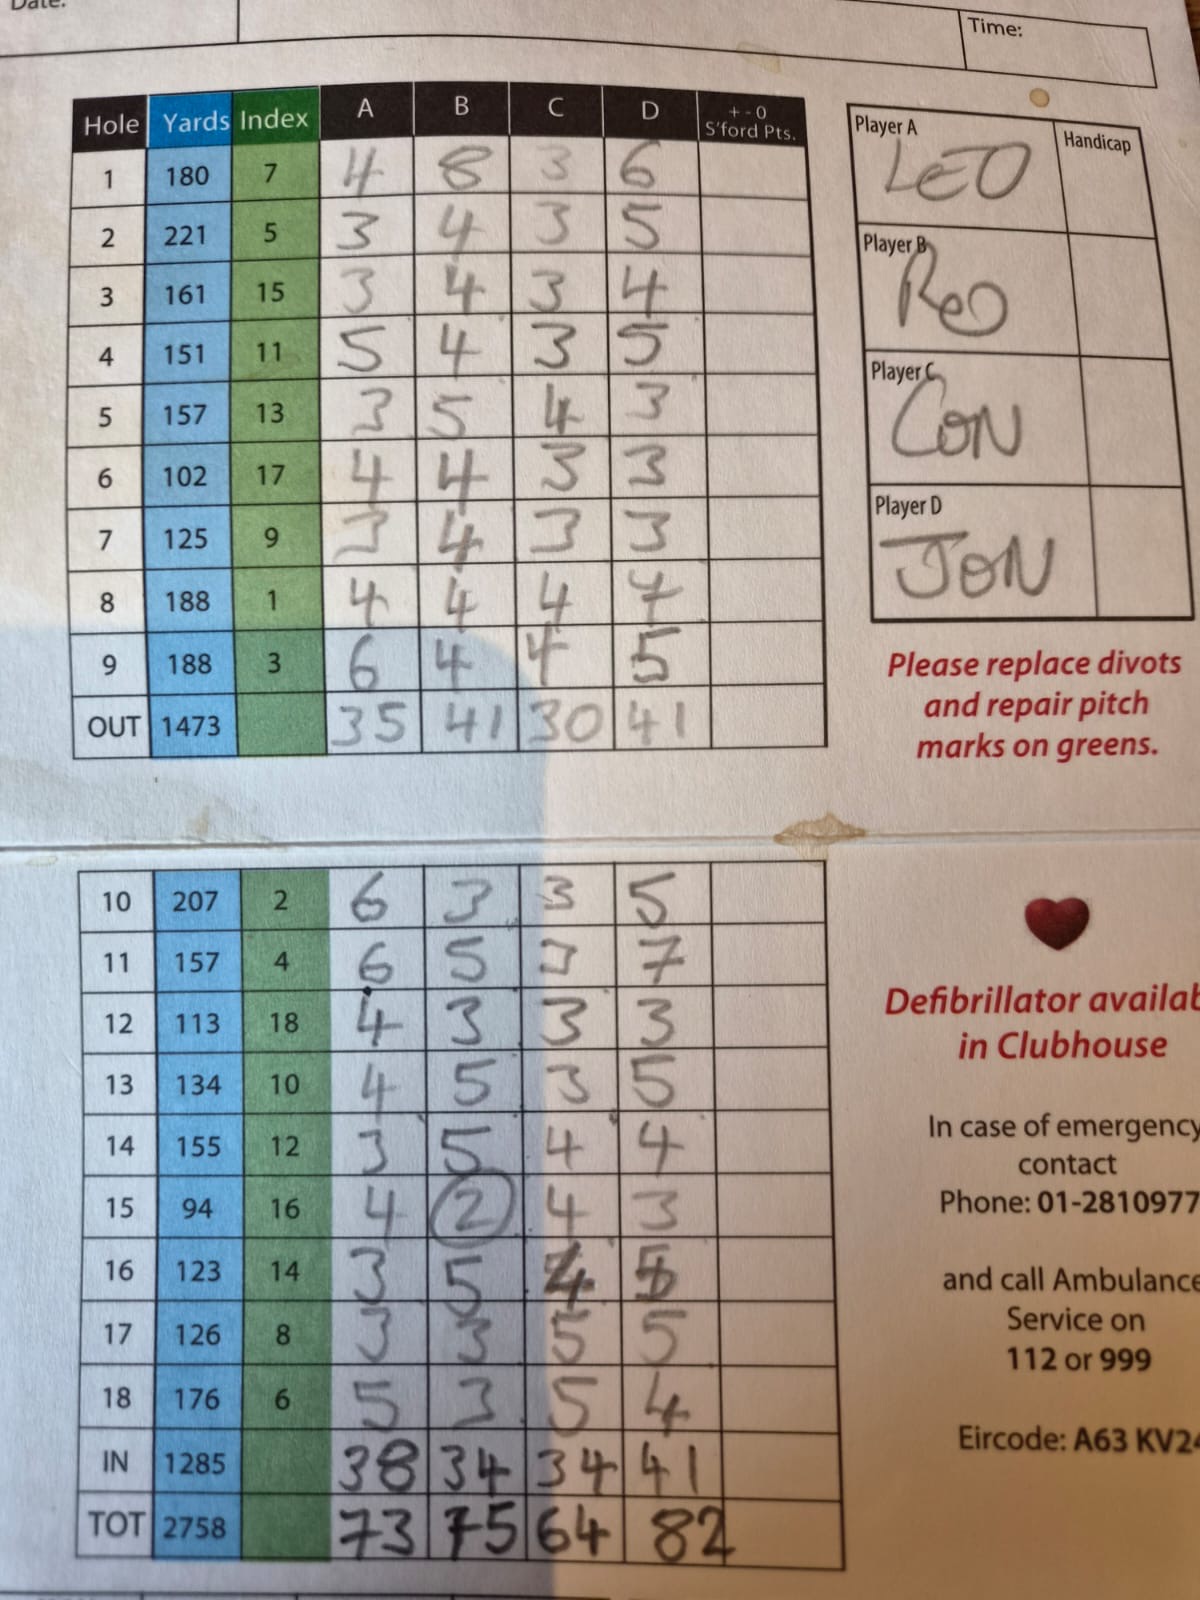 Date:
Time:
Hole Yards Index A B C D + - 0 S'ford Pts.
1 180 7 4 8 3 6
2 221 5 3 4 3 5
3 161 15 3 4 3 4
4 151 11 5 4 3 5
5 157 13 3 5 4 3
6 102 17 4 4 3 3
7 125 9 3 4 3 3
8 188 1 4 4 4 7
9 188 3 6 4 4 5
OUT 1473 35 41 30 41
Player A Handicap
LEO
Player B
ReO
Player C
CON
Player D
JON
Please replace divots
and repair pitch
marks on greens.
10 207 2 6 3 3 5
11 157 4 6 5 3 7
12 113 18 4 3 3 3
13 134 10 4 5 3 5
14 155 12 3 5 4 4
15 94 16 4 2 4 3
16 123 14 3 5 4 5
17 126 8 3 3 5 5
18 176 6 5 3 5 4
IN 1285 38 34 34 41
TOT 2758 73 75 64 82
Defibrillator availab
in Clubhouse
In case of emergency
contact
Phone: 01-2810977
and call Ambulance
Service on
112 or 999
Eircode: A63 KV24